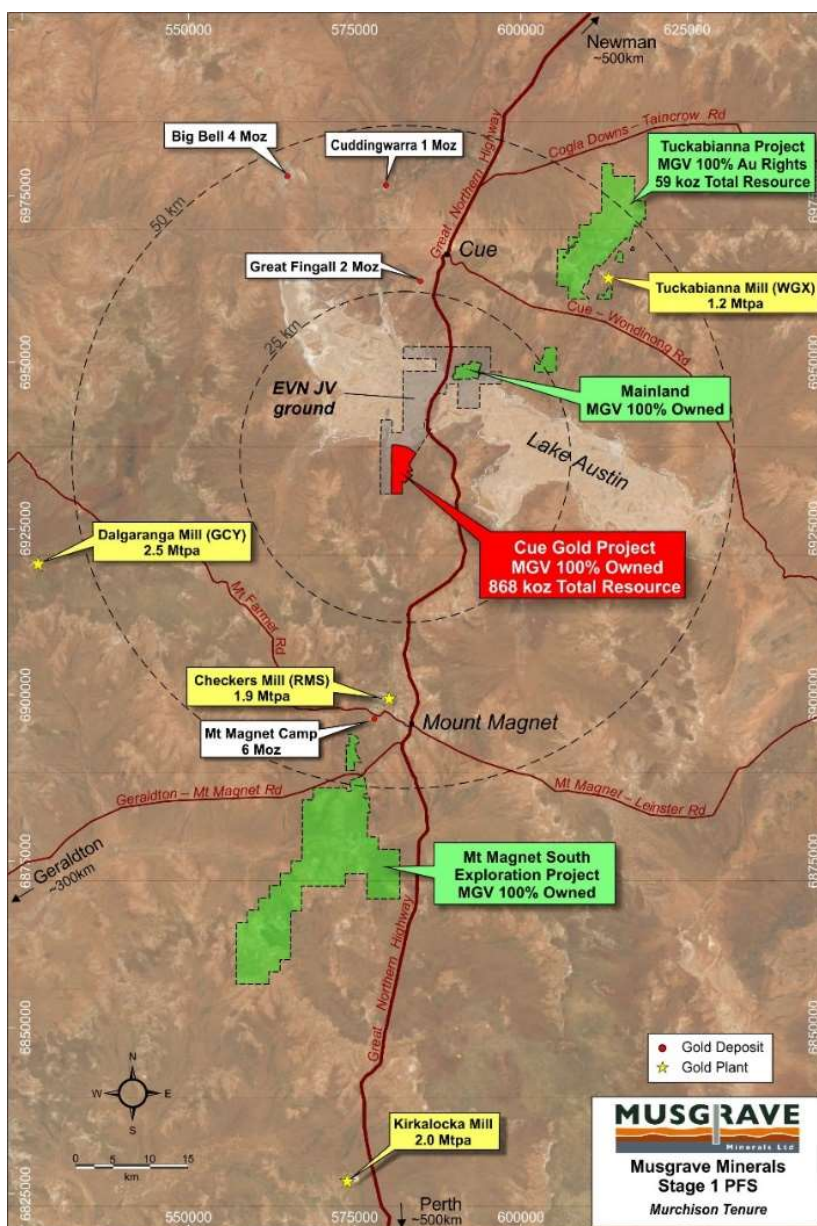 550000
575000
600000
625000
Newman
~500km
Big Bell 4 Moz
Cuddingwarra 1 Moz
Great Northern Highway
Cogla Downs - Taincrow Rd
Tuckabianna Project
MGV 100% Au Rights
59 koz Total Resource
6975000
6975000
50 km
Cue
Great Fingall 2 Moz
Tuckabianna Mill (WGX)
1.2 Mtpa
Cue - Wondinong Rd
25 km
6950000
6950000
EVN JV
ground
Mainland
MGV 100% Owned
Lake Austin
6925000
6925000
Dalgaranga Mill (GCY)
2.5 Mtpa
Cue Gold Project
MGV 100% Owned
868 koz Total Resource
Mt Farmer Rd
Checkers Mill (RMS)
1.9 Mtpa
6900000
6900000
Mt Magnet Camp
6 Moz
Mount Magnet
Geraldton - Mt Magnet Rd
Mt Magnet - Leinster Rd
Geraldton
~300km
6875000
6875000
Mt Magnet South
Exploration Project
MGV 100% Owned
Great Northern Highway
6850000
6850000
Gold Deposit
Gold Plant
N
W
E
S
0 5 10 15
km
Kirkalocka Mill
2.0 Mtpa
MUSGRAVE
Minerals Ltd
Musgrave Minerals
Stage 1 PFS
Murchison Tenure
6825000
6825000
550000
575000
600000
Perth
~500km